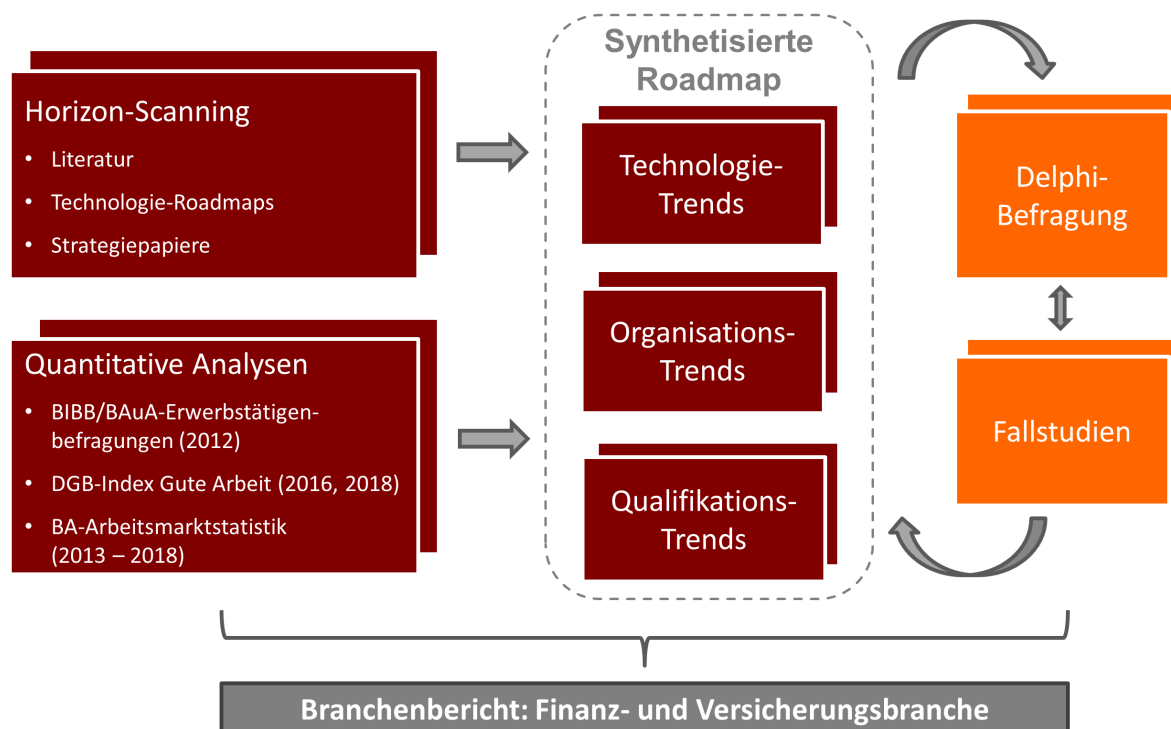 Horizon-Scanning
• Literatur
• Technologie-Roadmaps
• Strategiepapiere
Quantitative Analysen
• BIBB/BAuA-Erwerbstätigen-
befragungen (2012)
• DGB-Index Gute Arbeit (2016, 2018)
• BA-Arbeitsmarktstatistik
(2013 – 2018)
Synthetisierte
Roadmap
Technologie-
Trends
Organisations-
Trends
Qualifikations-
Trends
Delphi-
Befragung
Fallstudien
Branchenbericht: Finanz- und Versicherungsbranche